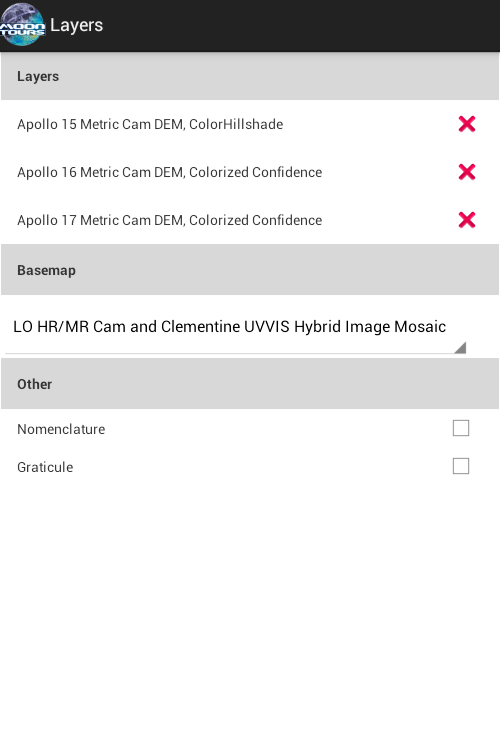 MOON
TOURS
Layers
Layers
Apollo 15 Metric Cam DEM, ColorHillshade
Apollo 16 Metric Cam DEM, Colorized Confidence
Apollo 17 Metric Cam DEM, Colorized Confidence
Basemap
LO HR/MR Cam and Clementine UVVIS Hybrid Image Mosaic
Other
Nomenclature
Graticule